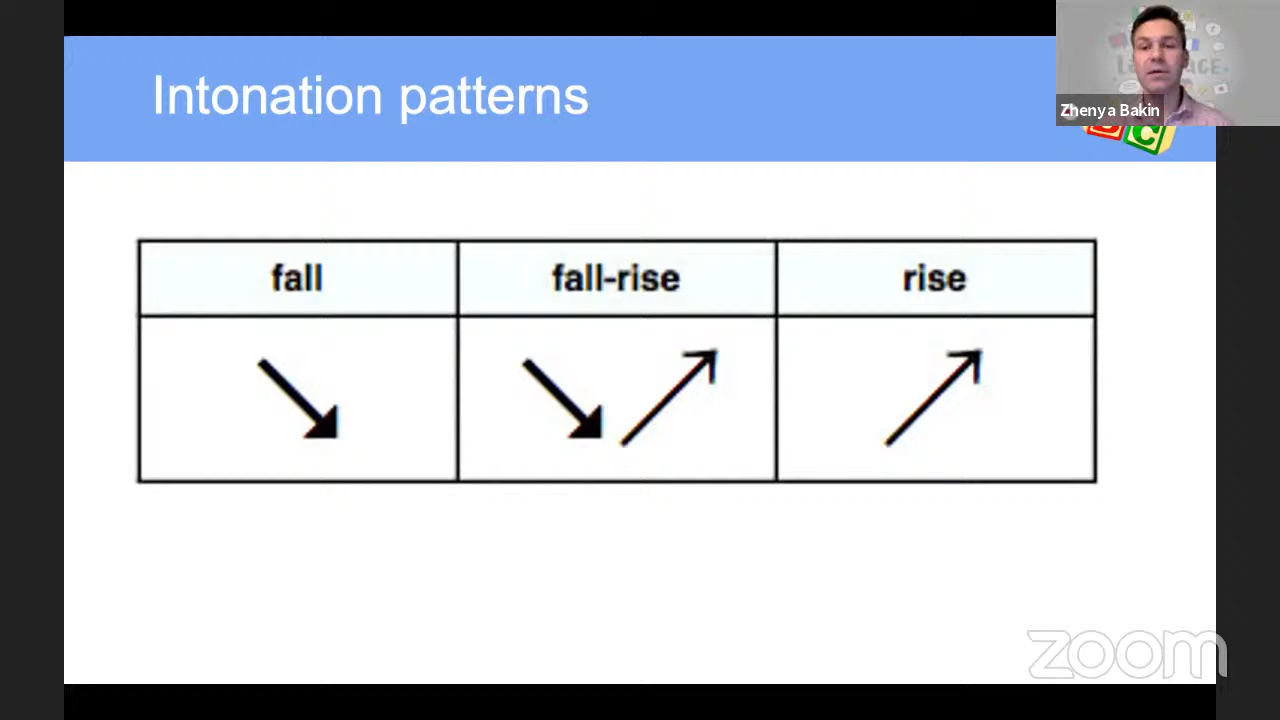 Intonation patterns
Zhenya Bakin
C
fall
fall-rise
rise
zoom